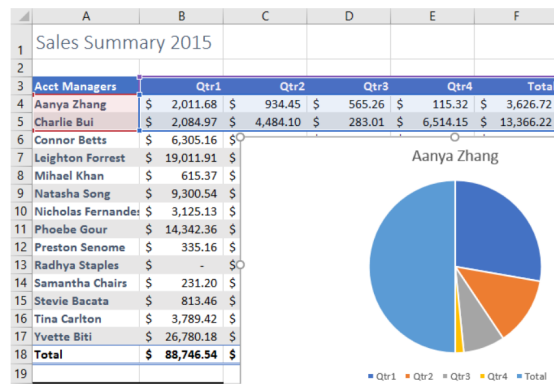 A B C D E F
1 Sales Summary 2015
2
3 Acct Managers Qtr1 Qtr2 Qtr3 Qtr4 Tota
4 Aanya Zhang $ 2,011.68 $ 934.45 $ 565.26 $ 115.32 $ 3,626.72
5 Charlie Bui $ 2,084.97 $ 4,484.10 $ 283.01 $ 6,514.15 $ 13,366.22
6 Connor Betts $ 6,305.16 $
Aanya Zhang
7 Leighton Forrest $ 19,011.91 $
8 Mihael Khan $ 615.37 $
9 Natasha Song $ 9,300.54 $
10 Nicholas Fernandes $ 3,125.13 $
11 Phoebe Gour $ 14,342.36 $
12 Preston Senome $ 335.16 $
13 Radhya Staples $ - $
14 Samantha Chairs $ 231.20 $
15 Stevie Bacata $ 813.46 $
16 Tina Carlton $ 3,789.42 $
17 Yvette Biti $ 26,780.18 $
18 Total $ 88,746.54 $
19
Qtr1 Qtr2 Qtr3 Qtr4 Total